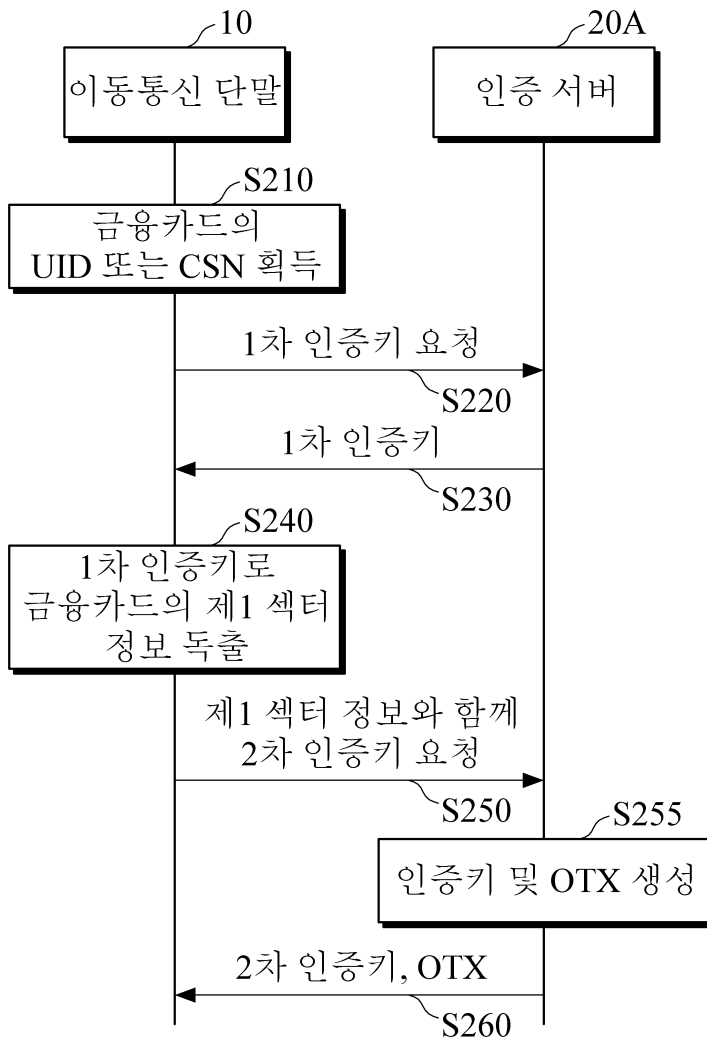 10
20A
이동통신 단말
인증 서버
S210
금융카드의
UID 또는 CSN 획득
1차 인증키 요청
S220
1차 인증키
S230
S240
1차 인증키로
금융카드의 제1 섹터
정보 독출
제1 섹터 정보와 함께
2차 인증키 요청
S250
S255
인증키 및 OTX 생성
2차 인증키, OTX
S260